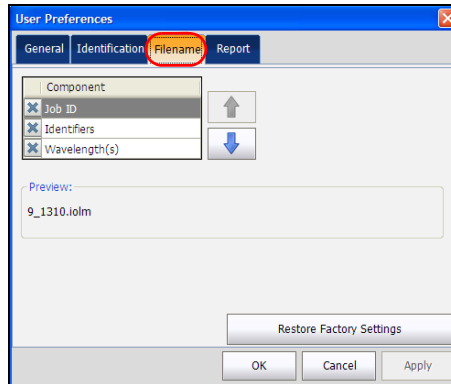 User Preferences
General Identification Filename Report
Component
Job ID
Identifiers
Wavelength(s)
Preview:
9_1310.iolm
Restore Factory Settings
OK Cancel Apply